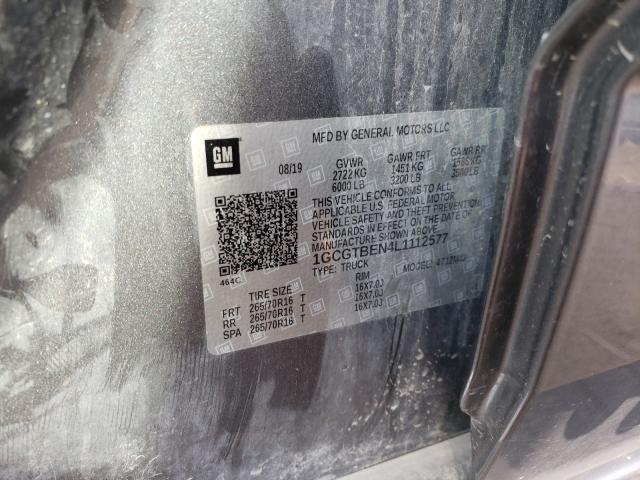 MFD BY GENERAL MOTORS LLC
GM
08/19 GVWR GAWR FRT GAWR RR
2722 KG 1451 KG 1588 KG
6000 LB 3200 LB 3500 LB
THIS VEHICLE CONFORMS TO ALL
APPLICABLE U.S. FEDERAL MOTOR
VEHICLE SAFETY AND THEFT PREVENTION
STANDARDS IN EFFECT ON THE DATE OF
MANUFACTURE SHOWN ABOVE.
1GCGTBEN4L1112577
464C
TYPE: TRUCK MODEL:
TIRE SIZE RIM
FRT 265/70R16 T 16X7.0J
RR 265/70R16 T 16X7.0J
SPA 265/70R16 T 16X7.0J